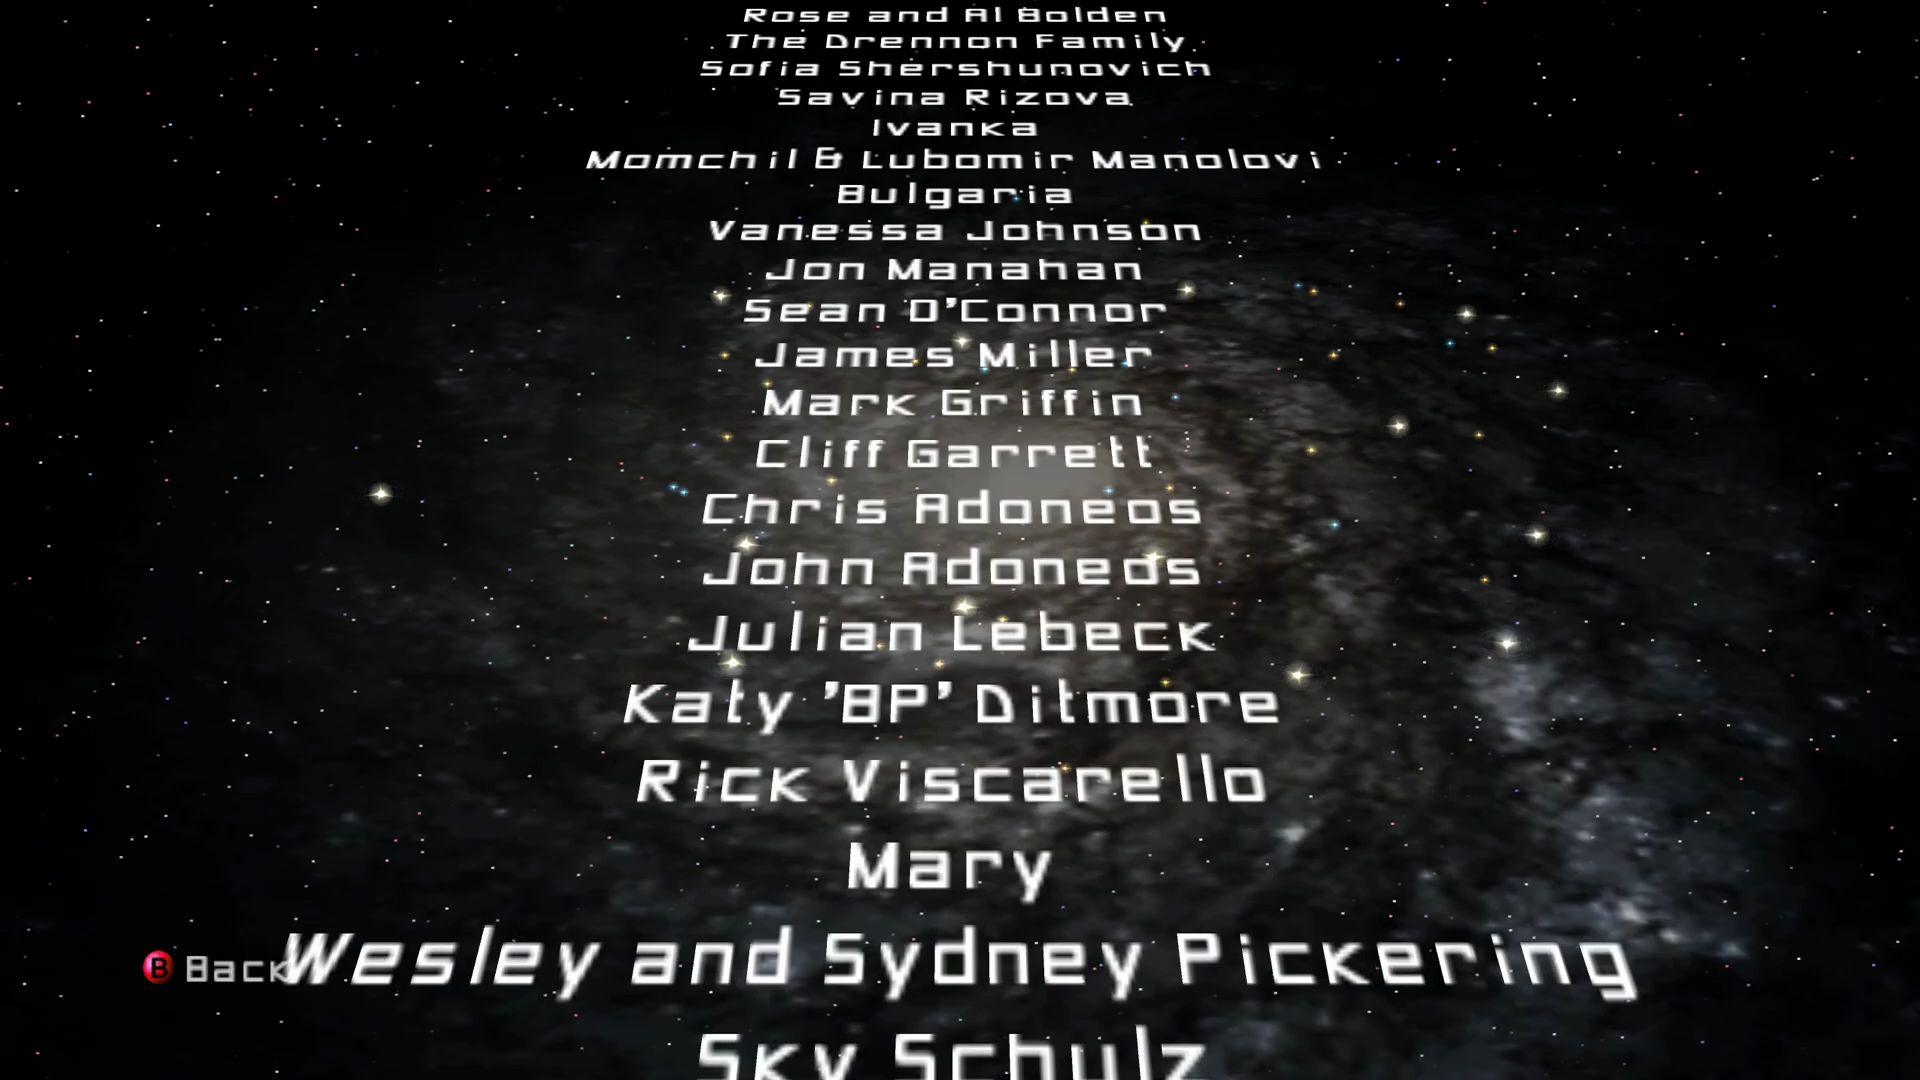 Rose and Al Bolden
The Drennon Family
Sofia Shershunovich
Savina Rizova
Ivanka
Momchil & Lubomir Manolovi
Bulgaria
Vanessa Johnson
Jon Manahan
Sean O'Connor
James Miller
Mark Griffin
Cliff Garrett
Chris Adoneos
John Adoneos
Julian Lebeck
Katy 'BP' Ditmore
Rick Viscarello
Mary
Wesley and Sydney Pickering
B Back
Sky Schulz